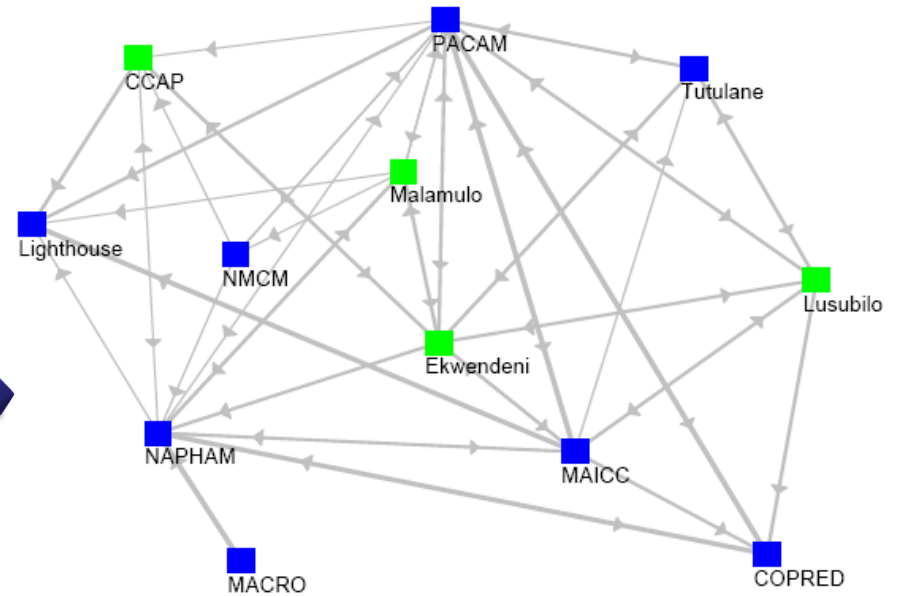 PACAM
CCAP
Tutulane
Malamulo
Lighthouse
NMCM
Lusubilo
Ekwendeni
NAPHAM
MAICC
MACRO
COPRED